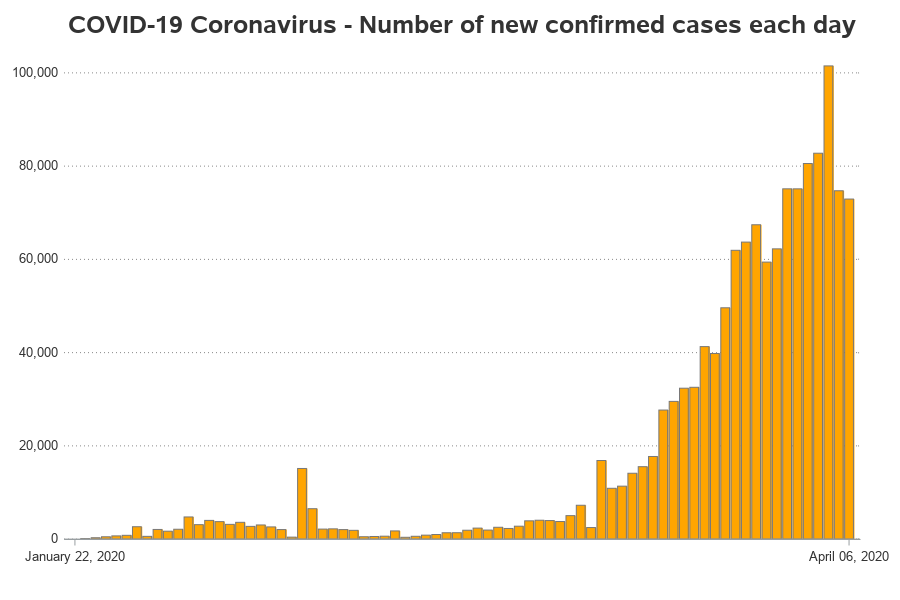 COVID-19 Coronavirus - Number of new confirmed cases each day
100,000
80,000
60,000
40,000
20,000
0
January 22, 2020
April 06, 2020